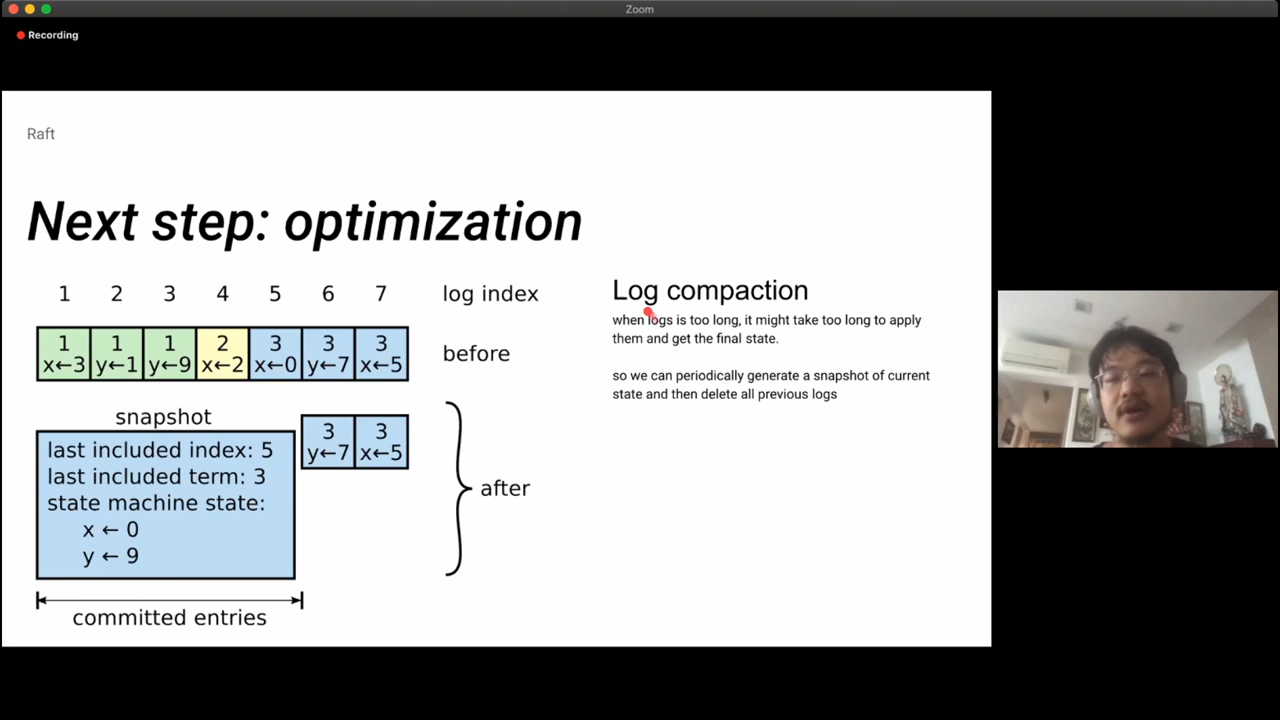 Zoom
Recording
Raft
Next step: optimization
1 2 3 4 5 6 7 log index
1 1 1 2 3 3 3
x←3 y←1 y←9 x←2 x←0 y←7 x←5
before
snapshot
last included index: 5
last included term: 3
state machine state:
x ← 0
y ← 9
3 3
y←7 x←5
after
committed entries
Log compaction
when logs is too long, it might take too long to apply
them and get the final state.
so we can periodically generate a snapshot of current
state and then delete all previous logs